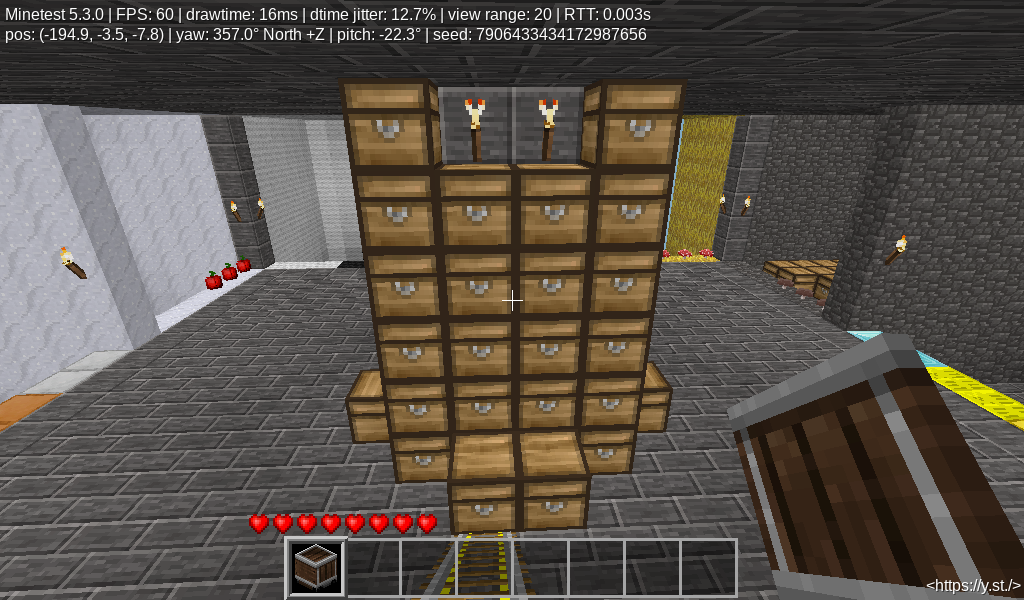 Minetest 5.3.0 | FPS: 60 | drawtime: 16ms | dtime jitter: 12.7% | view range: 20 | RTT: 0.003s
pos: (-194.9, -3.5, -7.8) | yaw: 357.0° North +Z | pitch: -22.3° | seed: 7906433434172987656
<https://y.st./>